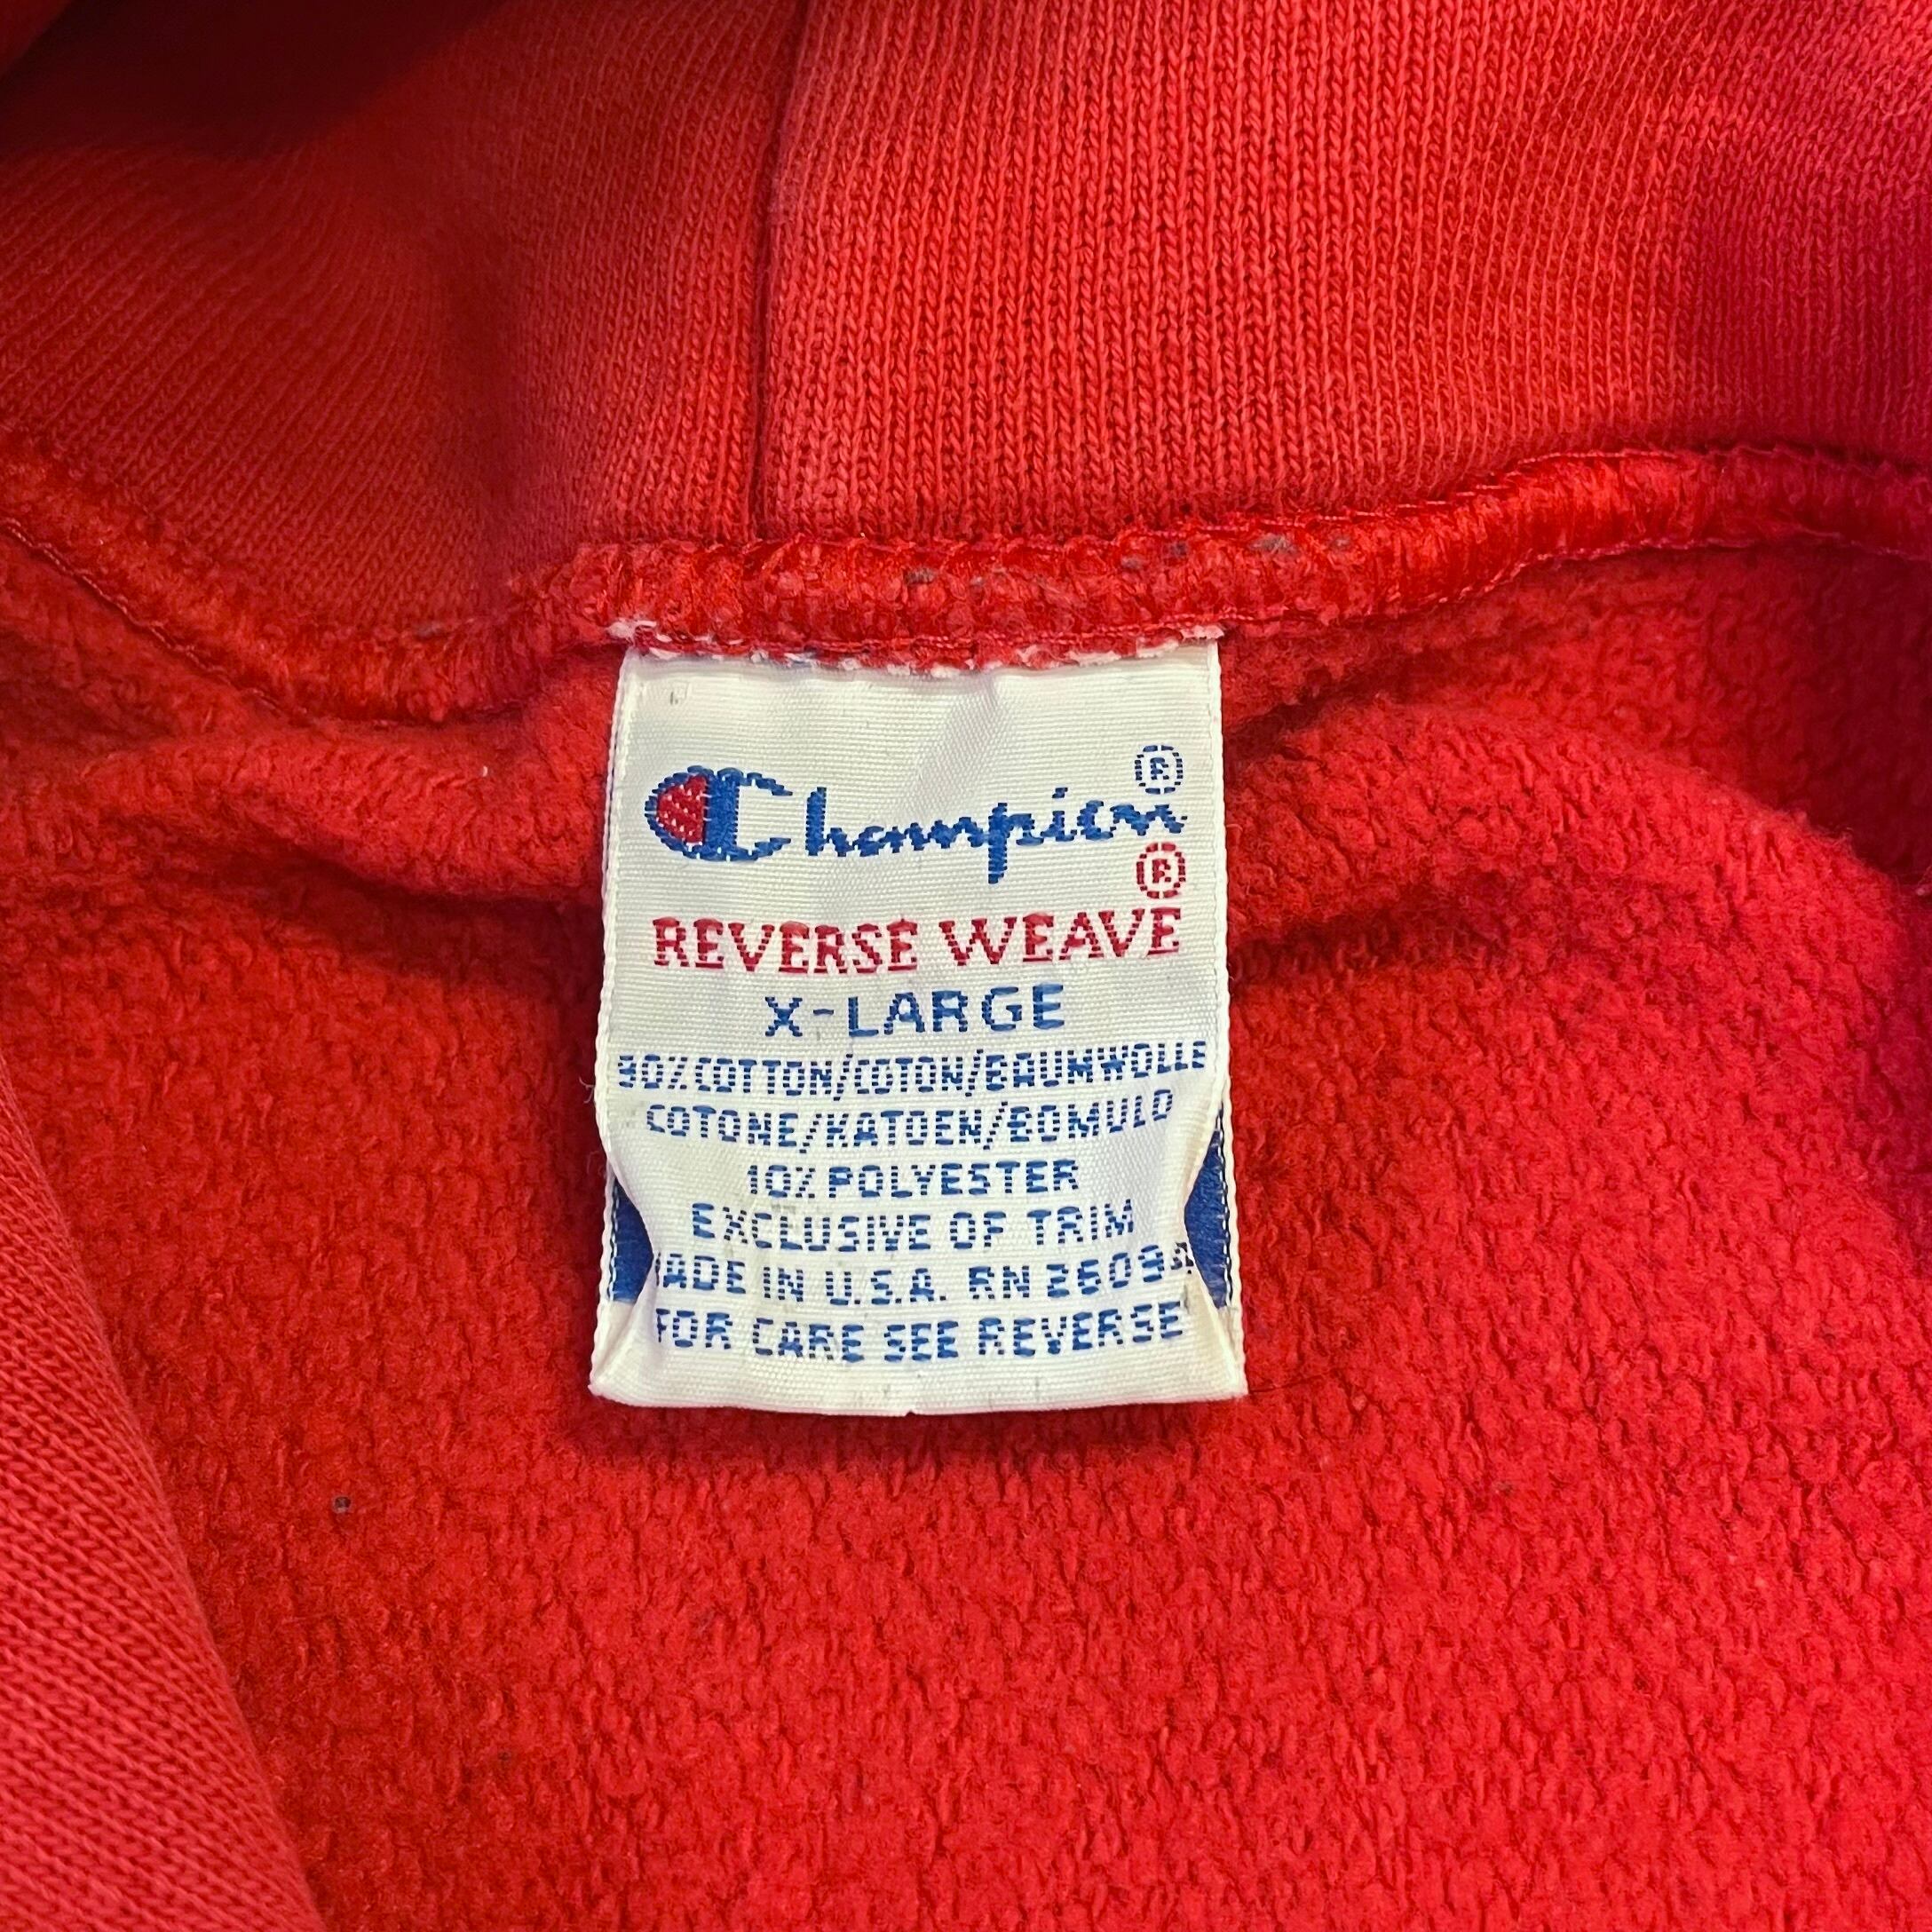 Champion®
®
REVERSE WEAVE
X-LARGE
90% COTTON/COTON/BAUMWOLLE
COTONE/KATOEN/BOMULD
10% POLYESTER
EXCLUSIVE OF TRIM
MADE IN U.S.A. RN 26094
FOR CARE SEE REVERSE